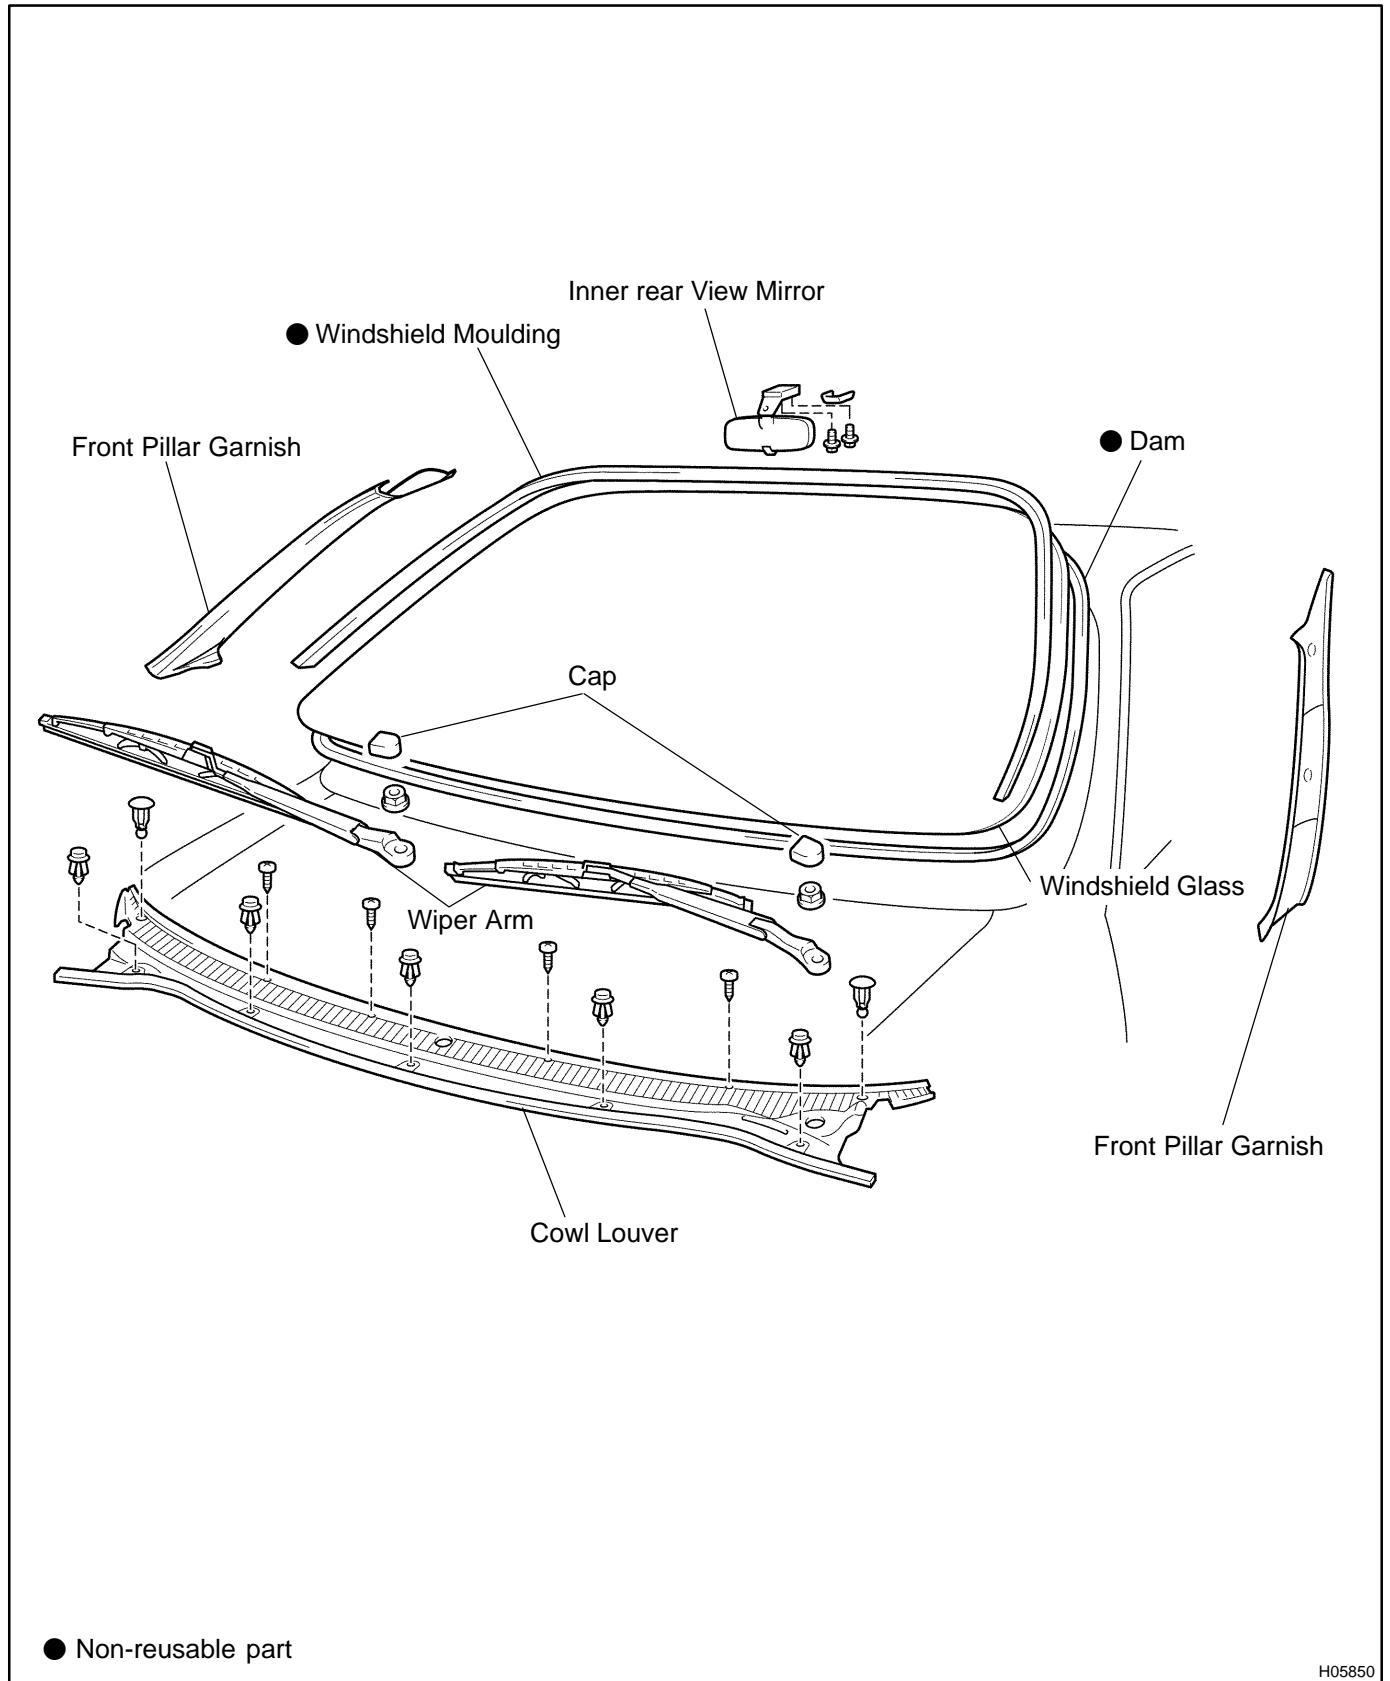 Inner rear View Mirror
● Windshield Moulding
Front Pillar Garnish
● Dam
Cap
Windshield Glass
Wiper Arm
Front Pillar Garnish
Cowl Louver
● Non-reusable part
H05850